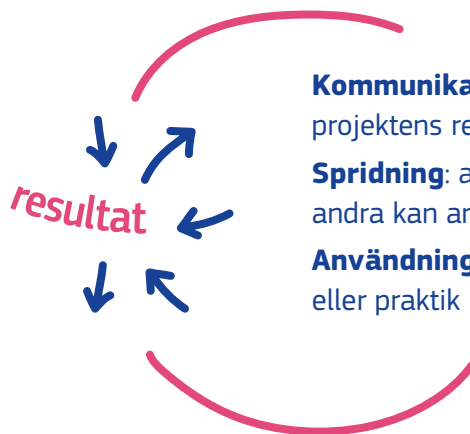 resultat
Kommunika
projektens re
Spridning: a
andra kan an
Användning
eller praktik